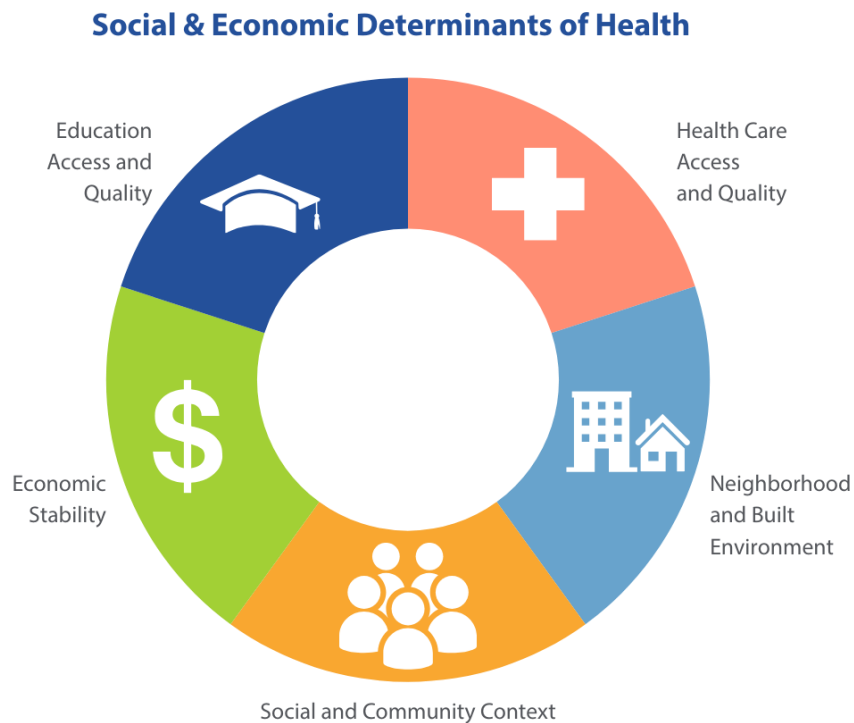 Social & Economic Determinants of Health
Education
Access and
Quality
Health Care
Access
and Quality
$
Economic
Stability
Neighborhood
and Built
Environment
Social and Community Context